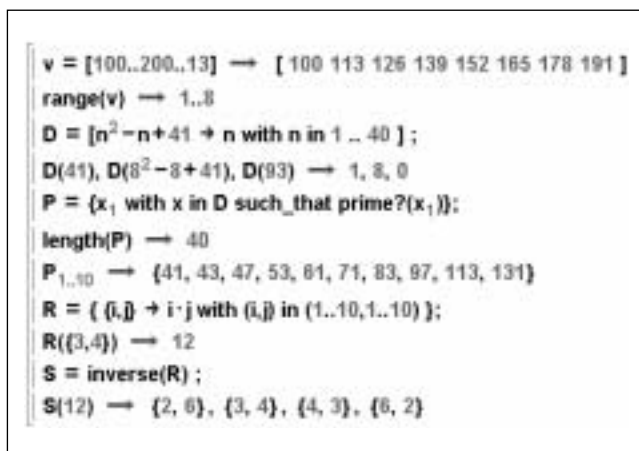 v = [100..200..13] → [ 100 113 126 139 152 165 178 191 ]
range(v) → 1..8
D = [n²−n+41 → n with n in 1 .. 40 ] ;
D(41), D(8²−8+41), D(93) → 1, 8, 0
P = {x₁ with x in D such_that prime?(x₁)};
length(P) → 40
P₁..₁₀ → {41, 43, 47, 53, 61, 71, 83, 97, 113, 131}
R = { (i,j) → i·j with (i,j) in (1..10,1..10) };
R({3,4}) → 12
S = inverse(R) ;
S(12) → {2, 6}, {3, 4}, {4, 3}, {6, 2}